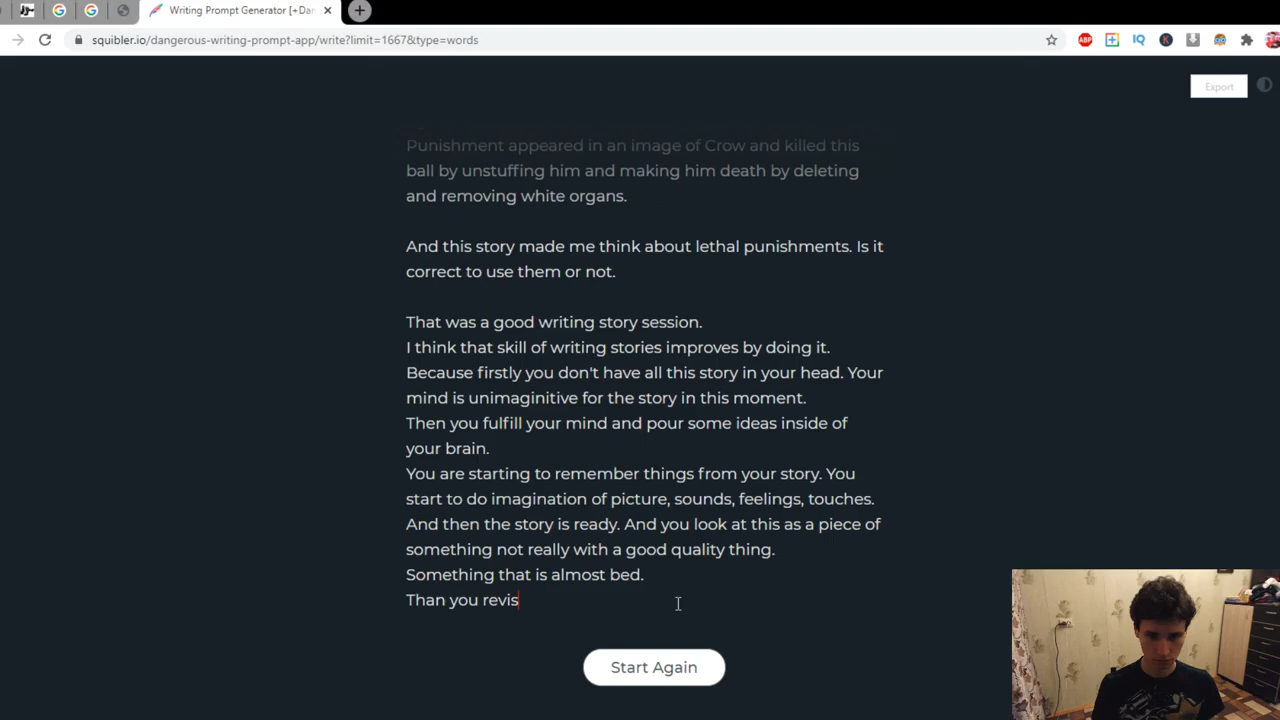 Writing Prompt Generator [+Dan
squibler.io/dangerous-writing-prompt-app/write?limit=1667&type=words
ABP
IQ
K
Export
Punishment appeared in an image of Crow and killed this
ball by unstuffing him and making him death by deleting
and removing white organs.
And this story made me think about lethal punishments. Is it
correct to use them or not.
That was a good writing story session.
I think that skill of writing stories improves by doing it.
Because firstly you don't have all this story in your head. Your
mind is unimaginitive for the story in this moment.
Then you fulfill your mind and pour some ideas inside of
your brain.
You are starting to remember things from your story. You
start to do imagination of picture, sounds, feelings, touches.
And then the story is ready. And you look at this as a piece of
something not really with a good quality thing.
Something that is almost bed.
Than you revis
Start Again